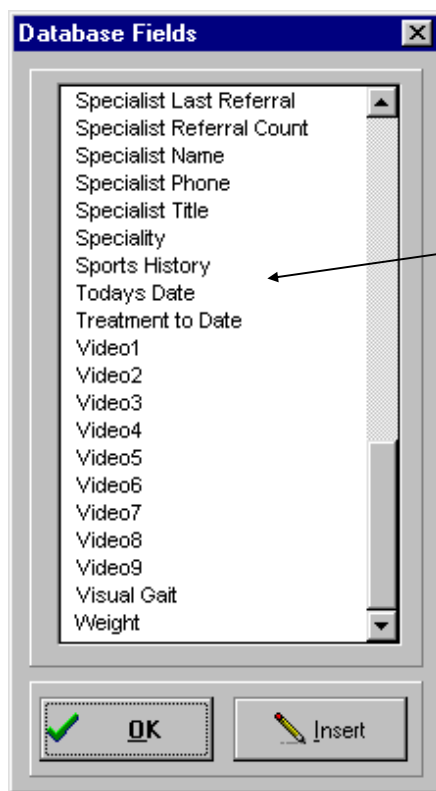 Database Fields
Specialist Last Referral
Specialist Referral Count
Specialist Name
Specialist Phone
Specialist Title
Speciality
Sports History
Todays Date
Treatment to Date
Video1
Video2
Video3
Video4
Video5
Video6
Video7
Video8
Video9
Visual Gait
Weight
OK
Insert